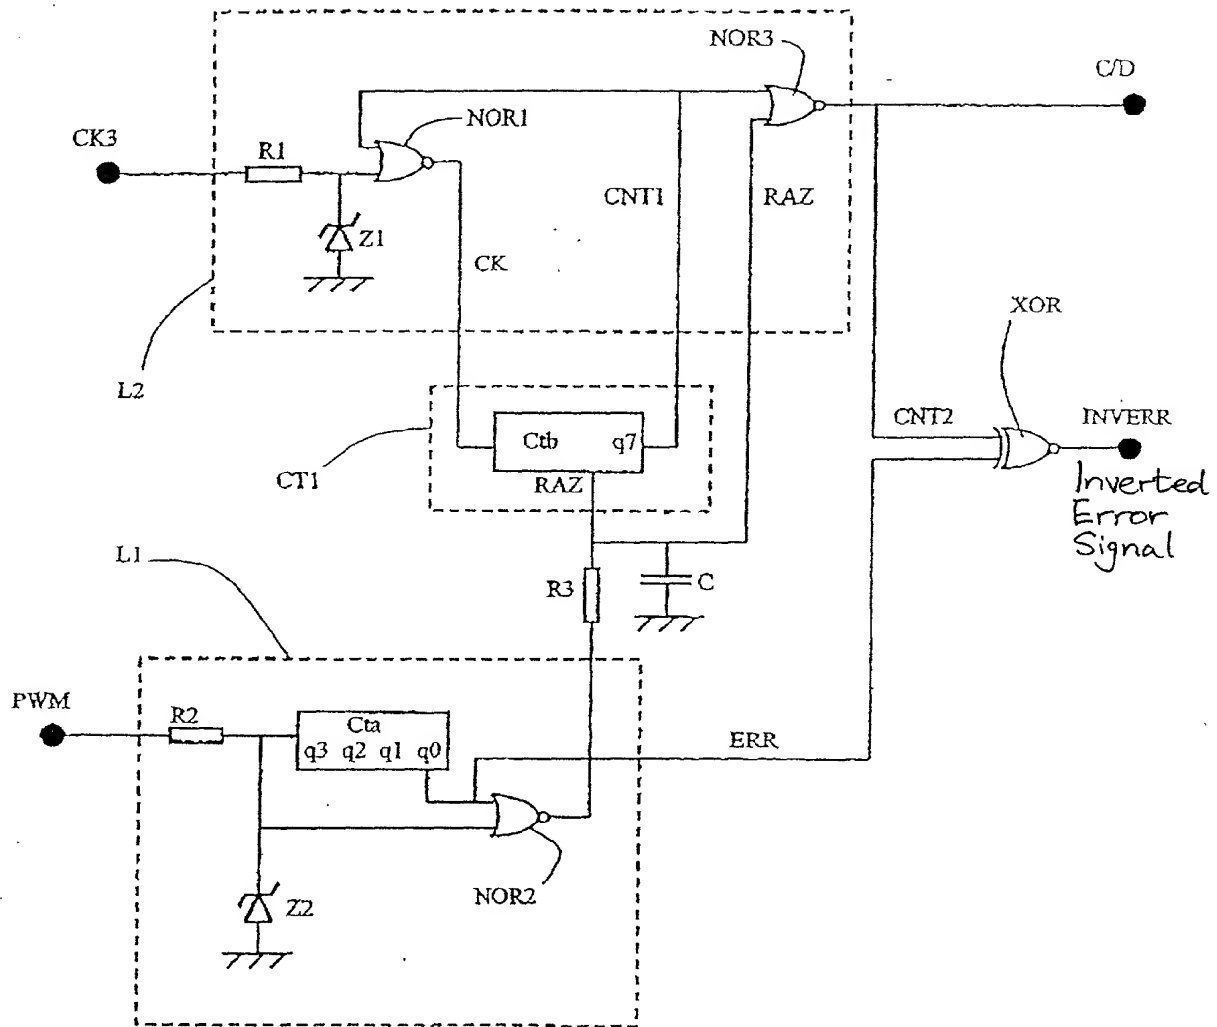 NOR3
C/D
NOR1
CK3
R1
CNT1
RAZ
Z1
CK
XOR
L2
CNT2
INVERR
Ctb q7
Inverted
Error
Signal
CT1
RAZ
L1
R3
C
PWM
R2
Cta
q3 q2 q1 q0
ERR
Z2
NOR2